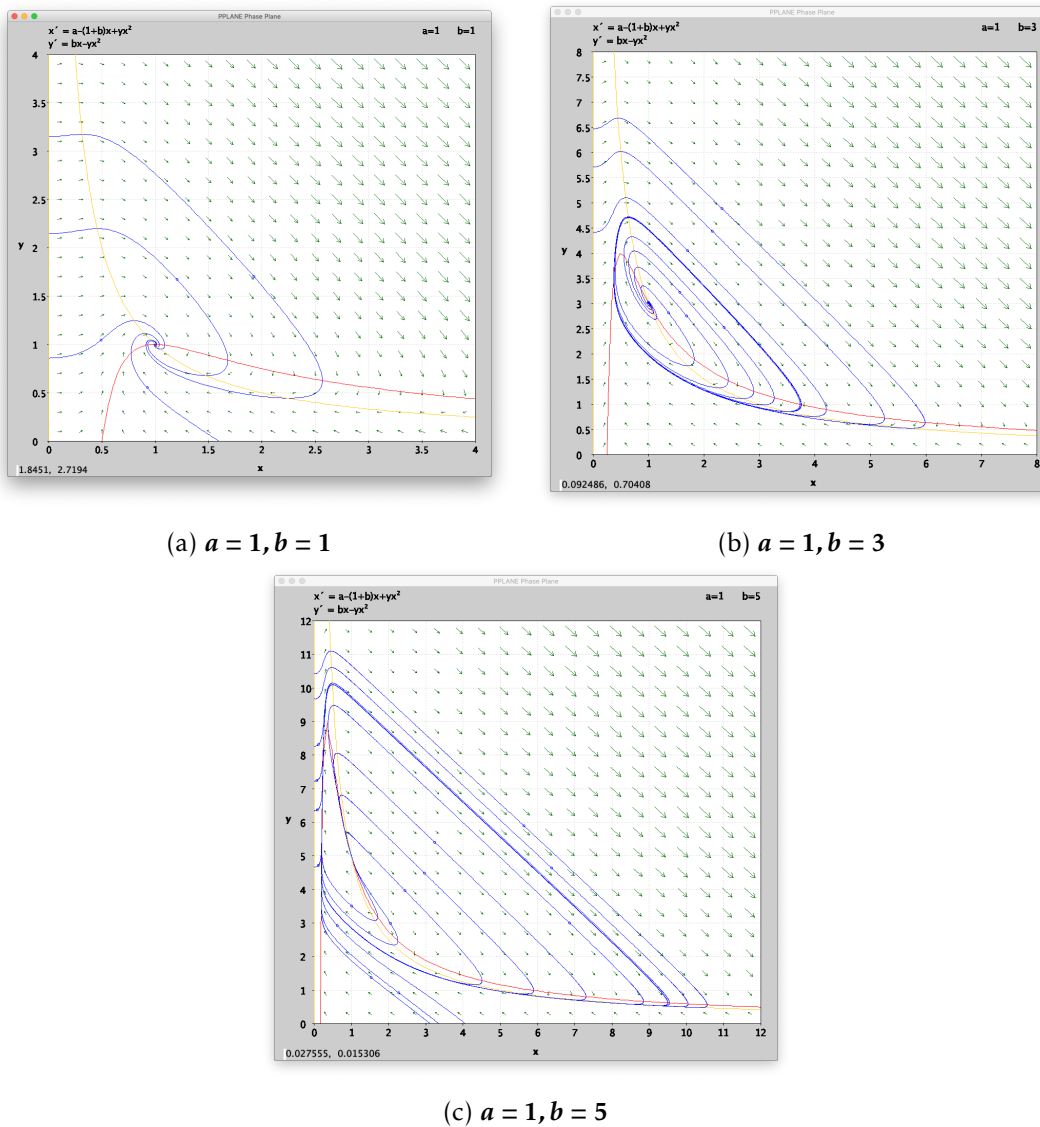 PPLANE Phase Plane
x´ = a-(1+b)x+yx² a=1 b=1
y´ = bx-yx²
4
3.5
3
2.5
2
y
1.5
1
0.5
0
0 0.5 1 1.5 2 2.5 3 3.5 4
1.8451, 2.7194 x
(a) a = 1, b = 1
PPLANE Phase Plane
x´ = a-(1+b)x+yx² a=1 b=3
y´ = bx-yx²
8
7.5
7
6.5
6
5.5
5
4.5
y
4
3.5
3
2.5
2
1.5
1
0.5
0
0 1 2 3 4 5 6 7 8
0.092486, 0.70408 x
(b) a = 1, b = 3
PPLANE Phase Plane
x´ = a-(1+b)x+yx² a=1 b=5
y´ = bx-yx²
12
11
10
9
8
7
y
6
5
4
3
2
1
0
0 1 2 3 4 5 6 7 8 9 10 11 12
0.027555, 0.015306 x
(c) a = 1, b = 5